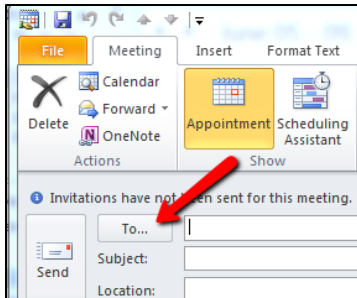 File Meeting Insert Format Text
Delete
Calendar
Forward
OneNote
Actions
Appointment
Scheduling
Assistant
Show
Invitations have not been sent for this meeting.
Send
To...
Subject:
Location: